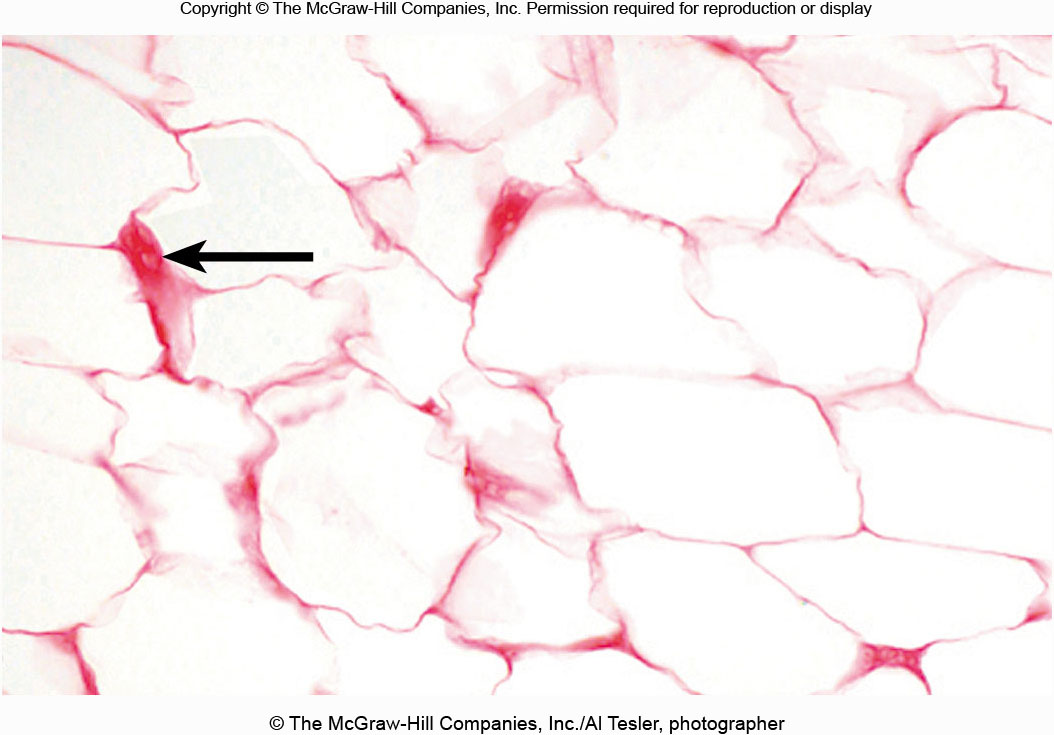 Copyright © The McGraw-Hill Companies, Inc. Permission required for reproduction or display
© The McGraw-Hill Companies, Inc./Al Tesler, photographer